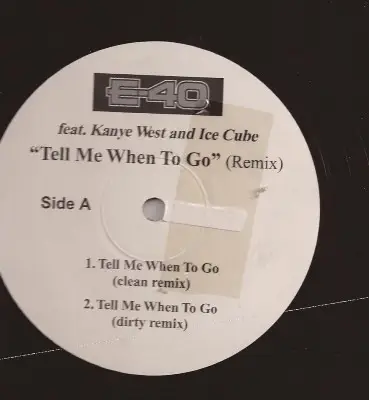 E-40
feat. Kanye West and Ice Cube
"Tell Me When To Go" (Remix)
Side A
1. Tell Me When To Go
(clean remix)
2. Tell Me When To Go
(dirty remix)